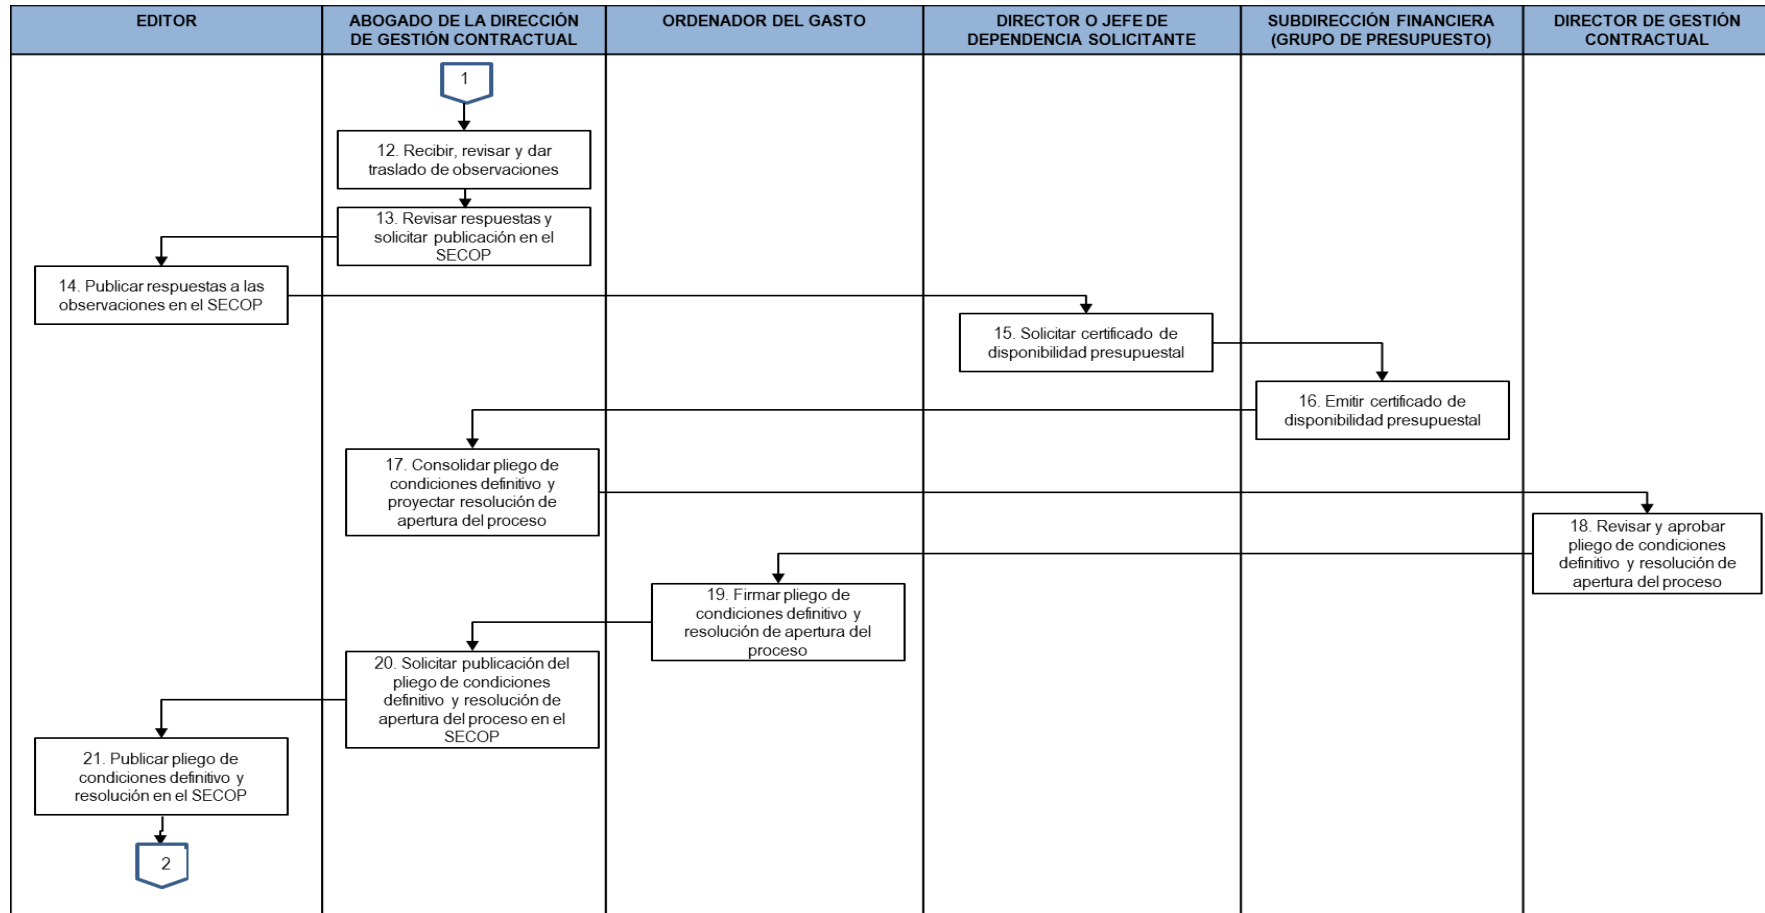 EDITOR
ABOGADO DE LA DIRECCIÓN
DE GESTIÓN CONTRACTUAL
ORDENADOR DEL GASTO
DIRECTOR O JEFE DE
DEPENDENCIA SOLICITANTE
SUBDIRECCIÓN FINANCIERA
(GRUPO DE PRESUPUESTO)
DIRECTOR DE GESTIÓN
CONTRACTUAL
1
12. Recibir, revisar y dar
traslado de observaciones
13. Revisar respuestas y
solicitar publicación en el
SECOP
14. Publicar respuestas a las
observaciones en el SECOP
15. Solicitar certificado de
disponibilidad presupuestal
16. Emitir certificado de
disponibilidad presupuestal
17. Consolidar pliego de
condiciones definitivo y
proyectar resolución de
apertura del proceso
18. Revisar y aprobar
pliego de condiciones
definitivo y resolución de
apertura del proceso
19. Firmar pliego de
condiciones definitivo y
resolución de apertura del
proceso
20. Solicitar publicación del
pliego de condiciones
definitivo y resolución de
apertura del proceso en el
SECOP
21. Publicar pliego de
condiciones definitivo y
resolución en el SECOP
2